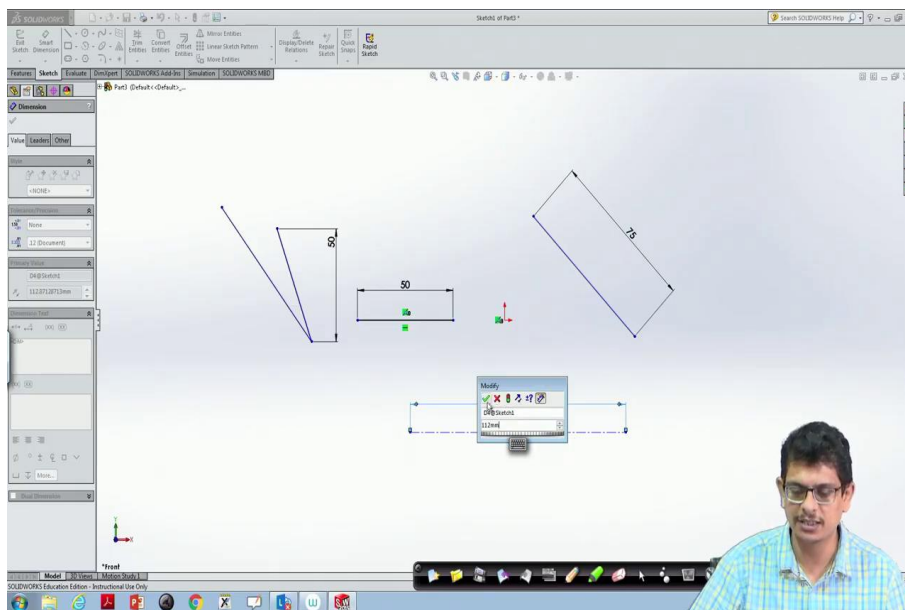 SOLIDWORKS
Sketch1 of Part3 *
Search SOLIDWORKS Help
Exit Sketch
Smart Dimension
Trim Entities
Convert Entities
Offset Entities
Mirror Entities
Linear Sketch Pattern
Move Entities
Display/Delete Relations
Repair Sketch
Quick Snaps
Rapid Sketch
Features Sketch Evaluate DimXpert SOLIDWORKS Add-Ins Simulation SOLIDWORKS MBD
Part3 (Default<<Default>_...
Dimension
Value Leaders Other
Style
<NONE>
Tolerance/Precision
None
.12 (Document)
Primary Value
D4@Sketch1
112.87128713mm
Dimension Text
More...
Dual Dimension
50
50
75
Modify
D4@Sketch1
112mm
Y
X
*Front
Model 3D Views Motion Study 1
SOLIDWORKS Education Edition - Instructional Use Only